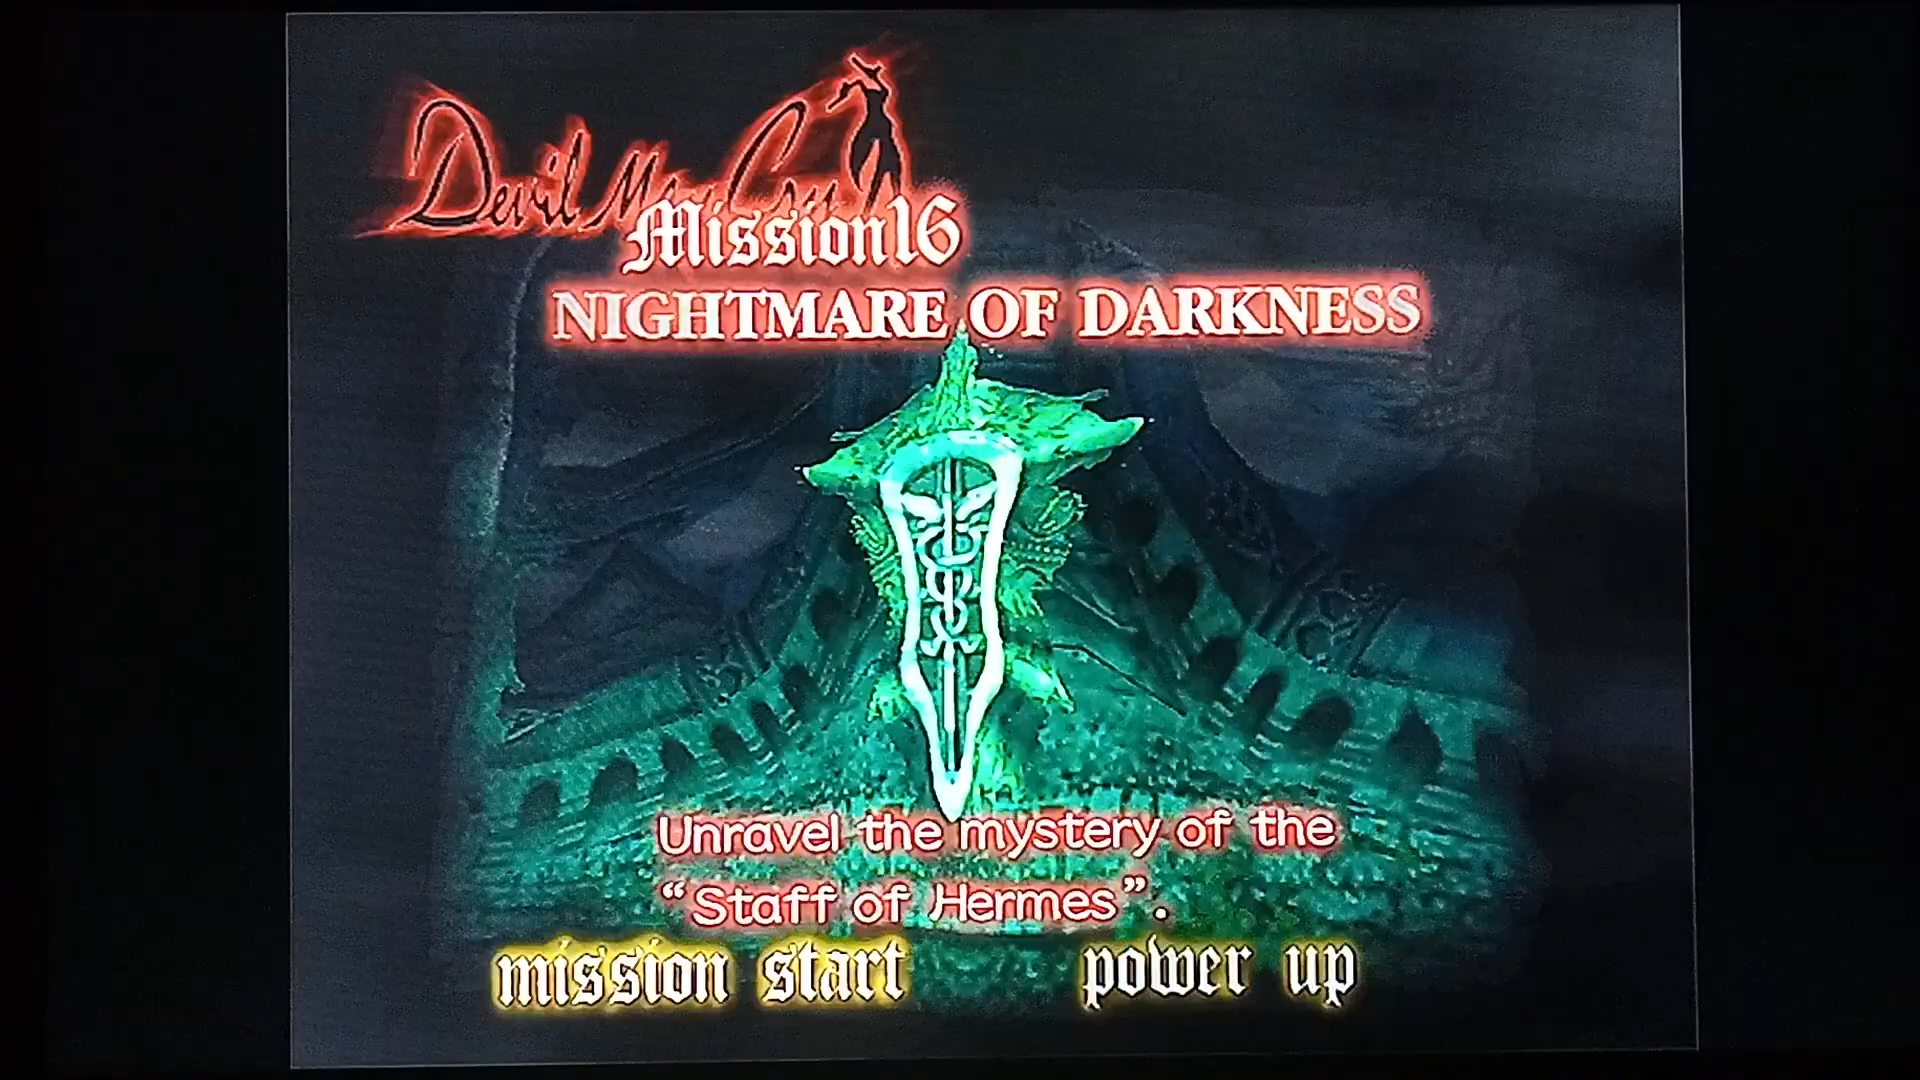 Devil May Cry
Mission16
NIGHTMARE OF DARKNESS
Unravel the mystery of the
“Staff of Hermes”.
mission start power up